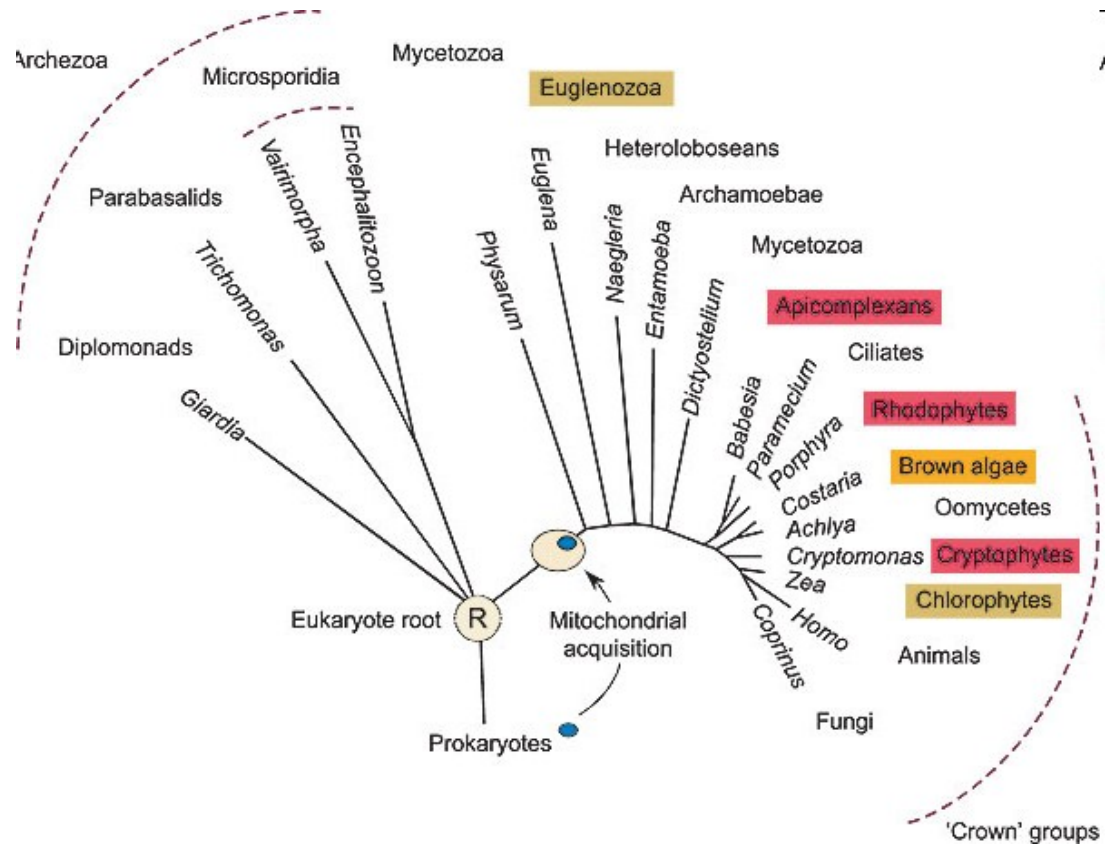 Archezoa
Microsporidia
Mycetozoa
Euglenozoa
Heteroloboseans
Archamoebae
Mycetozoa
Apicomplexans
Ciliates
Rhodophytes
Brown algae
Oomycetes
Cryptophytes
Chlorophytes
Animals
Fungi
'Crown' groups
Parabasalids
Diplomonads
Giardia
Trichomonas
Vairimorpha
Encephalitozoon
Physarum
Euglena
Naegleria
Entamoeba
Dictyostelium
Babesia
Paramecium
Porphyra
Costaria
Achlya
Cryptomonas
Zea
Homo
Coprinus
Eukaryote root
R
Mitochondrial
acquisition
Prokaryotes